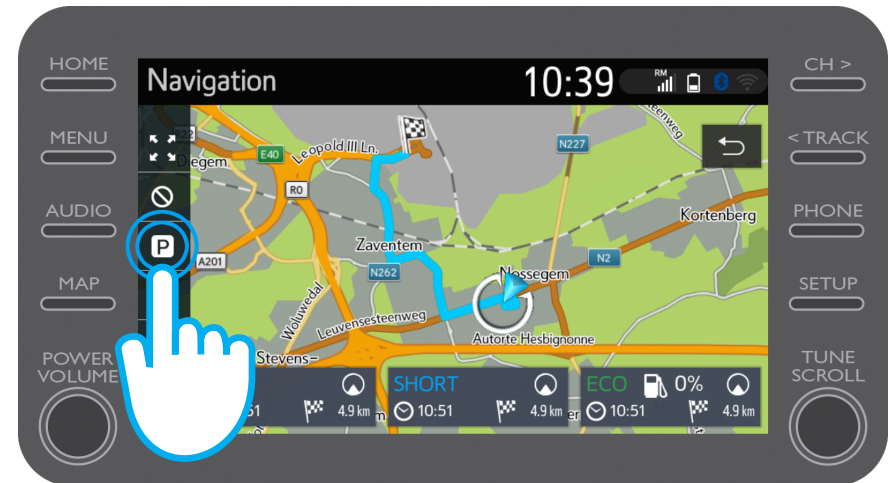 HOME
MENU
AUDIO
MAP
POWER
VOLUME
CH >
< TRACK
PHONE
SETUP
TUNE
SCROLL
Navigation
10:39
RM
E40
Leopold III Ln.
N227
R0
P
A201
Zaventem
N262
Kortenberg
N2
Nossegem
Woluwedal
Leuvensesteenweg
Autorte Hesbignonne
Stevens-
4.9 km
SHORT
10:51
4.9 km
ECO
0%
10:51
4.9 km